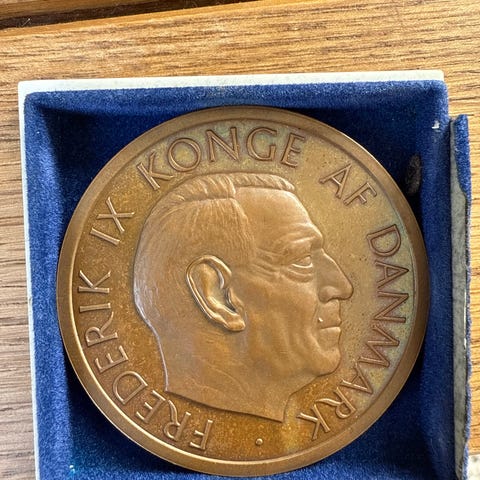 FREDERIK IX KONGE AF DANMARK